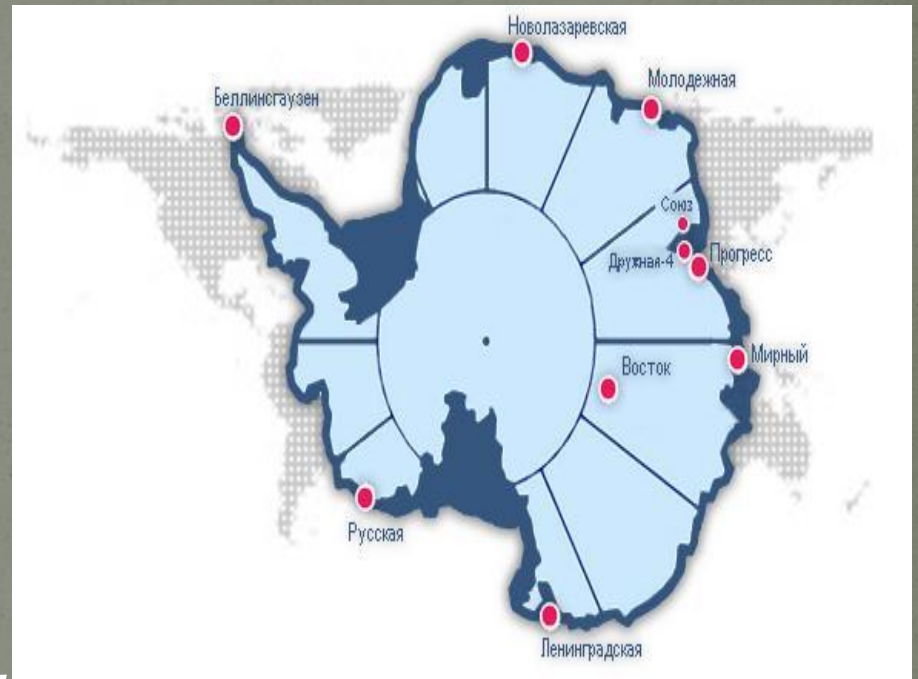 Новолазаревская
Молодежная
Беллинсгаузен
Союз
Дружная-4
Прогресс
Мирный
Восток
Русская
Ленинградская